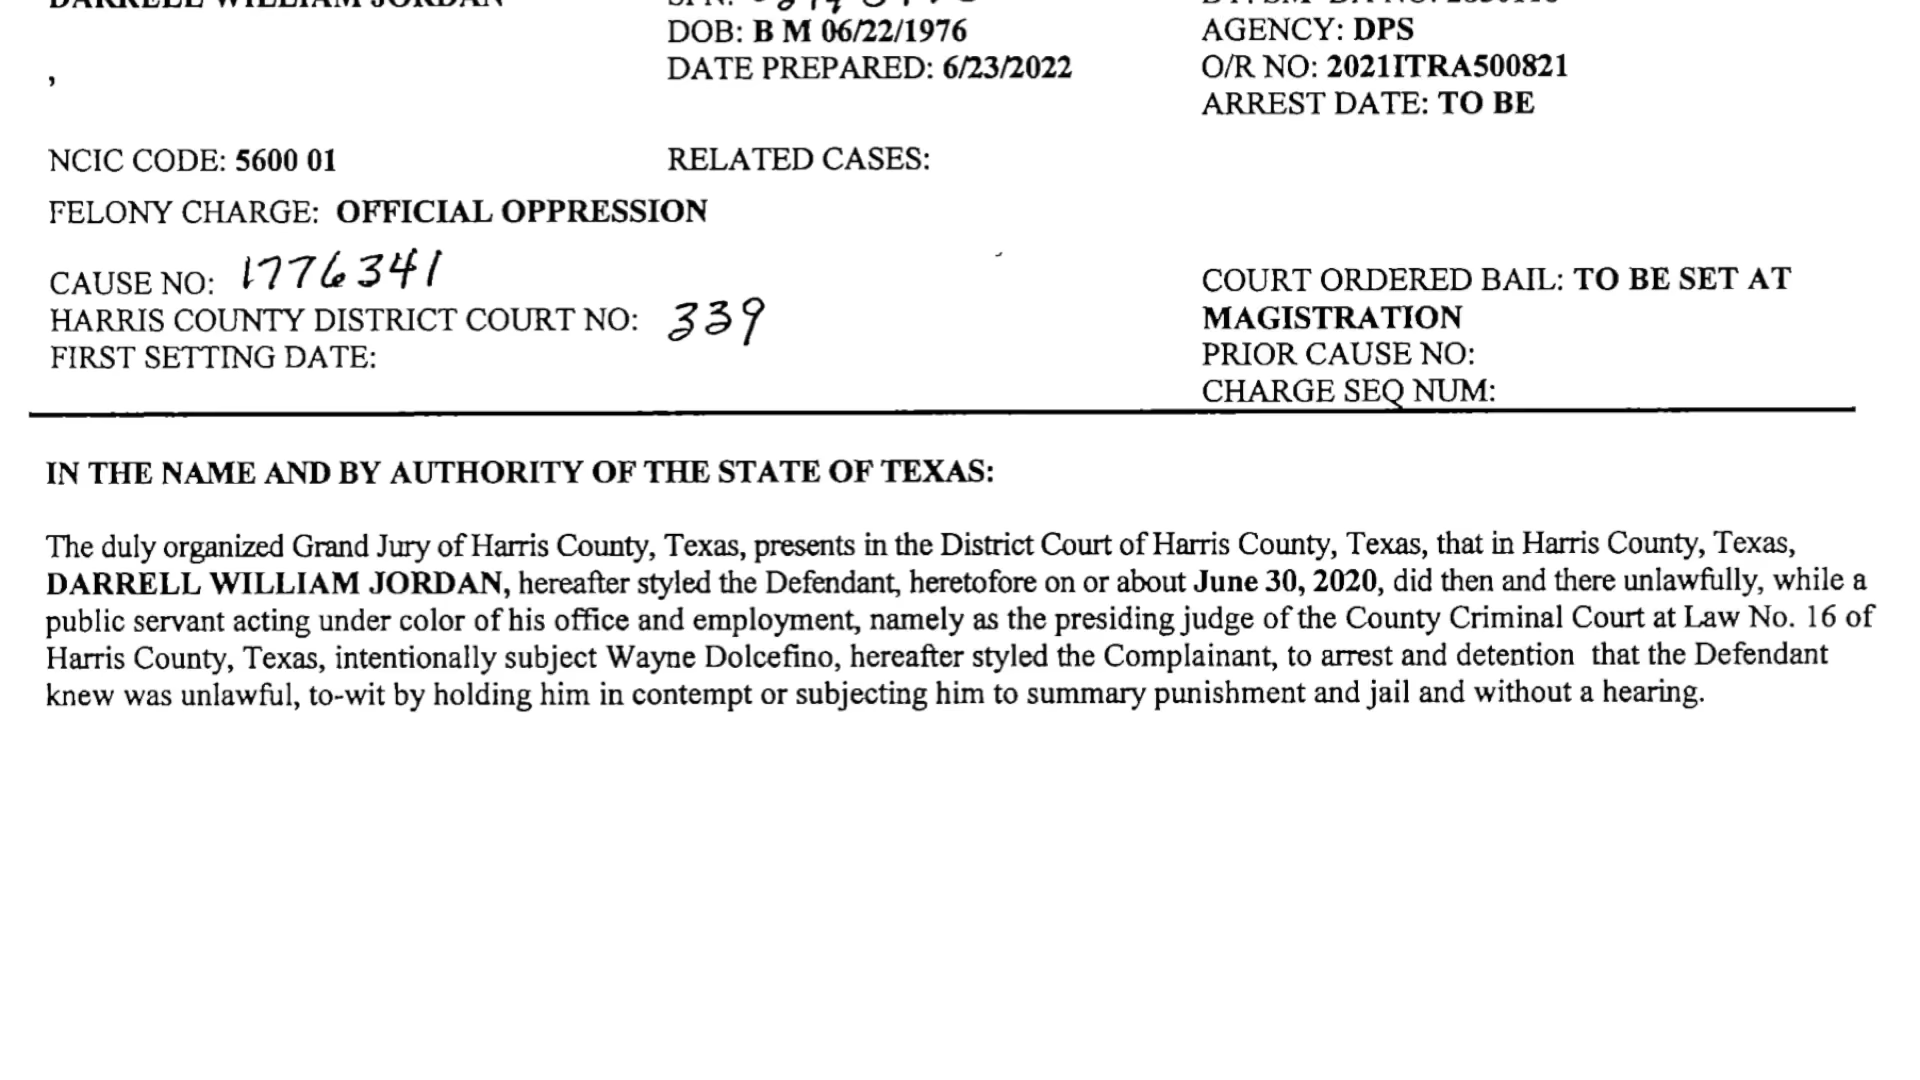 DARRELL WILLIAM JORDAN
SPN:
DOB: B M 06/22/1976
AGENCY: DPS
DATE PREPARED: 6/23/2022
O/R NO: 2021ITRA500821
,
ARREST DATE: TO BE
NCIC CODE: 5600 01
RELATED CASES:
FELONY CHARGE: OFFICIAL OPPRESSION
CAUSE NO: 1776341
COURT ORDERED BAIL: TO BE SET AT
HARRIS COUNTY DISTRICT COURT NO: 339
MAGISTRATION
FIRST SETTING DATE:
PRIOR CAUSE NO:
CHARGE SEQ NUM:
IN THE NAME AND BY AUTHORITY OF THE STATE OF TEXAS:
The duly organized Grand Jury of Harris County, Texas, presents in the District Court of Harris County, Texas, that in Harris County, Texas,
DARRELL WILLIAM JORDAN, hereafter styled the Defendant, heretofore on or about June 30, 2020, did then and there unlawfully, while a
public servant acting under color of his office and employment, namely as the presiding judge of the County Criminal Court at Law No. 16 of
Harris County, Texas, intentionally subject Wayne Dolcefino, hereafter styled the Complainant, to arrest and detention that the Defendant
knew was unlawful, to-wit by holding him in contempt or subjecting him to summary punishment and jail and without a hearing.